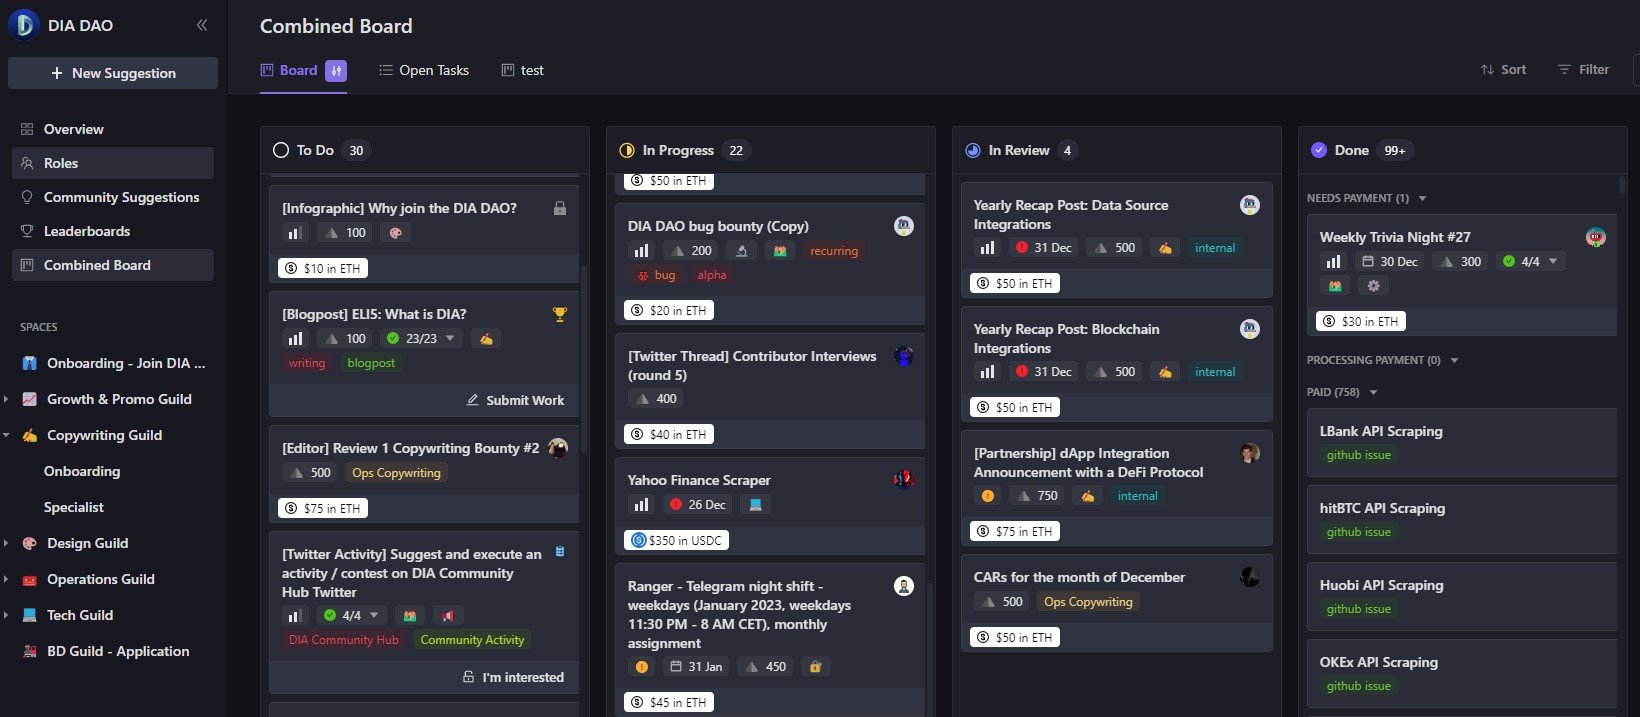 DIA DAO
New Suggestion
Overview
Roles
Community Suggestions
Leaderboards
Combined Board
SPACES
Onboarding - Join DIA ...
Growth & Promo Guild
Copywriting Guild
Onboarding
Specialist
Design Guild
Operations Guild
Tech Guild
BD Guild - Application
Combined Board
Board
Open Tasks
test
Sort
Filter
To Do 30
[Infographic] Why join the DIA DAO?
100
$10 in ETH
[Blogpost] ELI5: What is DIA?
100 23/23
writing blogpost
Submit Work
[Editor] Review 1 Copywriting Bounty #2
500 Ops Copywriting
$75 in ETH
[Twitter Activity] Suggest and execute an
activity / contest on DIA Community
Hub Twitter
4/4
DIA Community Hub Community Activity
I'm interested
In Progress 22
$50 in ETH
DIA DAO bug bounty (Copy)
200 recurring
bug alpha
$20 in ETH
[Twitter Thread] Contributor Interviews
(round 5)
400
$40 in ETH
Yahoo Finance Scraper
26 Dec
$350 in USDC
Ranger - Telegram night shift -
weekdays (January 2023, weekdays
11:30 PM - 8 AM CET), monthly
assignment
31 Jan 450
$45 in ETH
In Review 4
Yearly Recap Post: Data Source
Integrations
31 Dec 500 internal
$50 in ETH
Yearly Recap Post: Blockchain
Integrations
31 Dec 500 internal
$50 in ETH
[Partnership] dApp Integration
Announcement with a DeFi Protocol
750 internal
$75 in ETH
CARs for the month of December
500 Ops Copywriting
$50 in ETH
Done 99+
NEEDS PAYMENT (1)
Weekly Trivia Night #27
30 Dec 300 4/4
$30 in ETH
PROCESSING PAYMENT (0)
PAID (758)
LBank API Scraping
github issue
hitBTC API Scraping
github issue
Huobi API Scraping
github issue
OKEx API Scraping
github issue